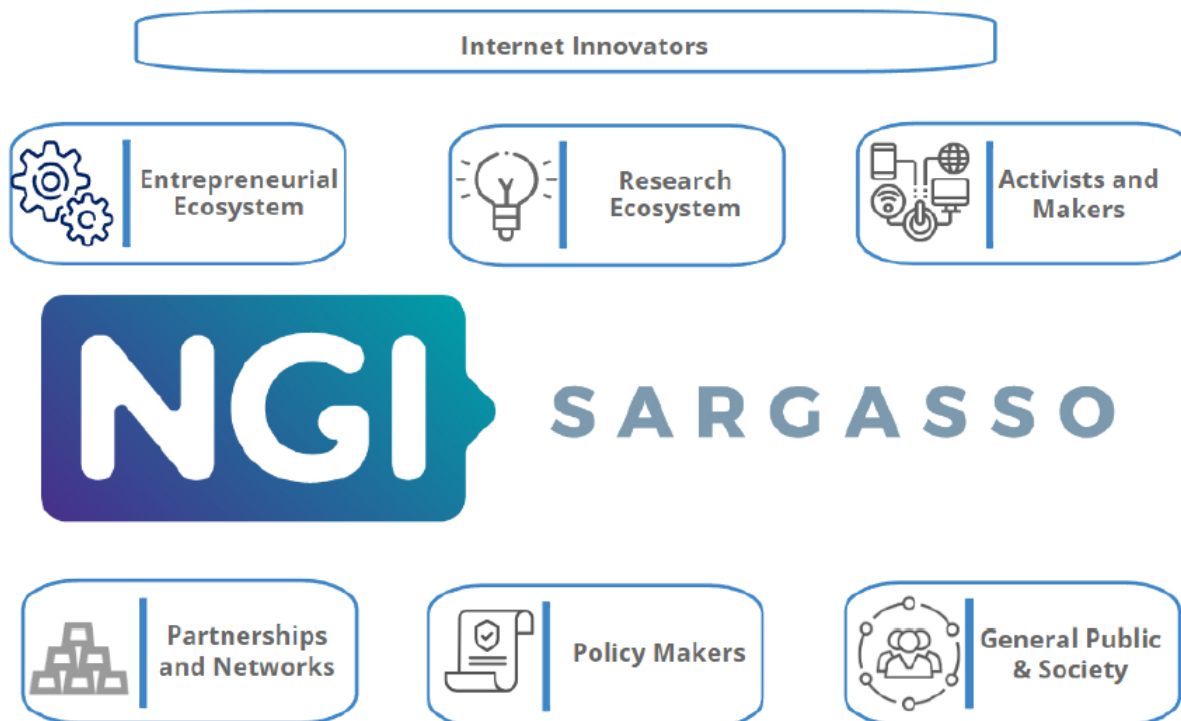 Internet Innovators
Entrepreneurial
Ecosystem
Research
Ecosystem
Activists and
Makers
NGI
SARGASSO
Partnerships
and Networks
Policy Makers
General Public
& Society